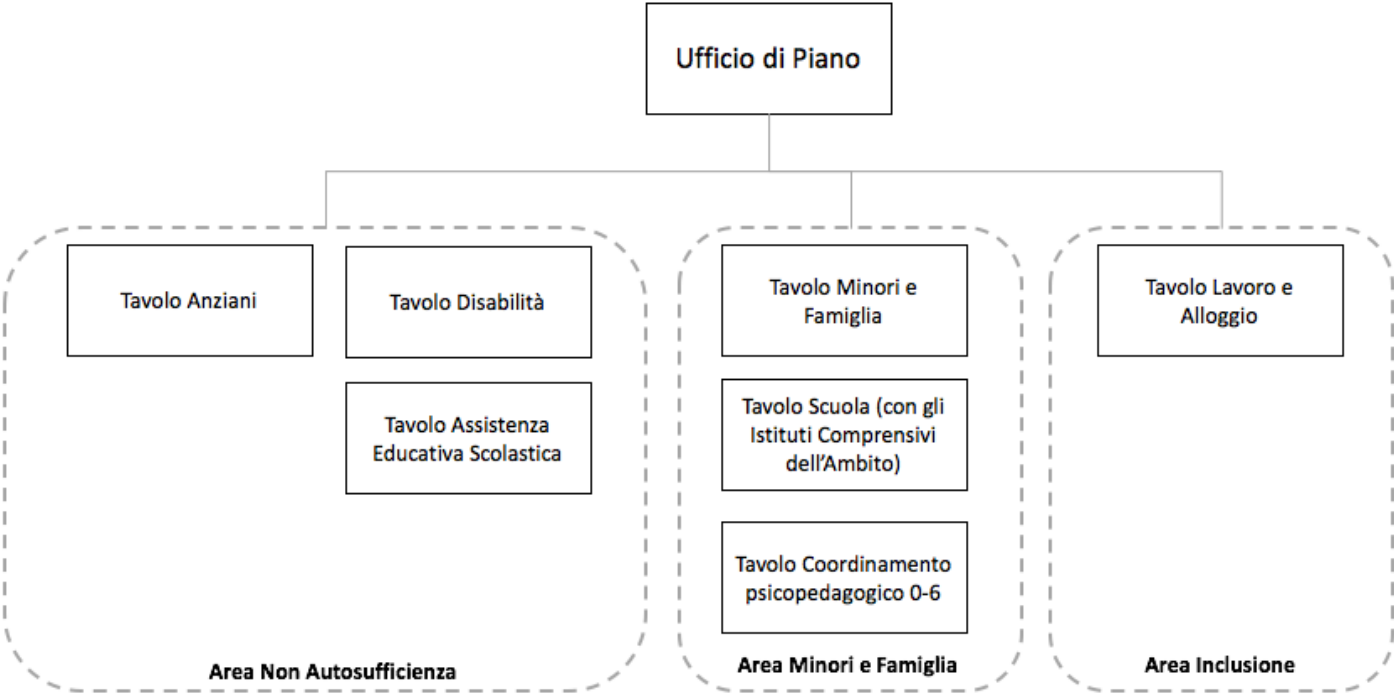 Ufficio di Piano
Tavolo Anziani
Tavolo Disabilità
Tavolo Assistenza
Educativa Scolastica
Area Non Autosufficienza
Tavolo Minori e
Famiglia
Tavolo Scuola (con gli
Istituti Comprensivi
dell’Ambito)
Tavolo Coordinamento
psicopedagogico 0-6
Area Minori e Famiglia
Tavolo Lavoro e
Alloggio
Area Inclusione